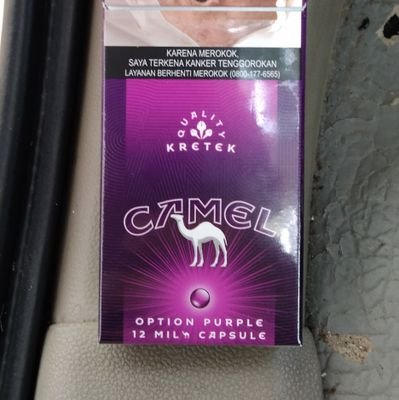 KARENA MEROKOK,
SAYA TERKENA KANKER TENGGOROKAN
LAYANAN BERHENTI MEROKOK (0800-177-6565)
QUALITY
KRETEK
CAMEL
OPTION PURPLE
12 MILD CAPSULE